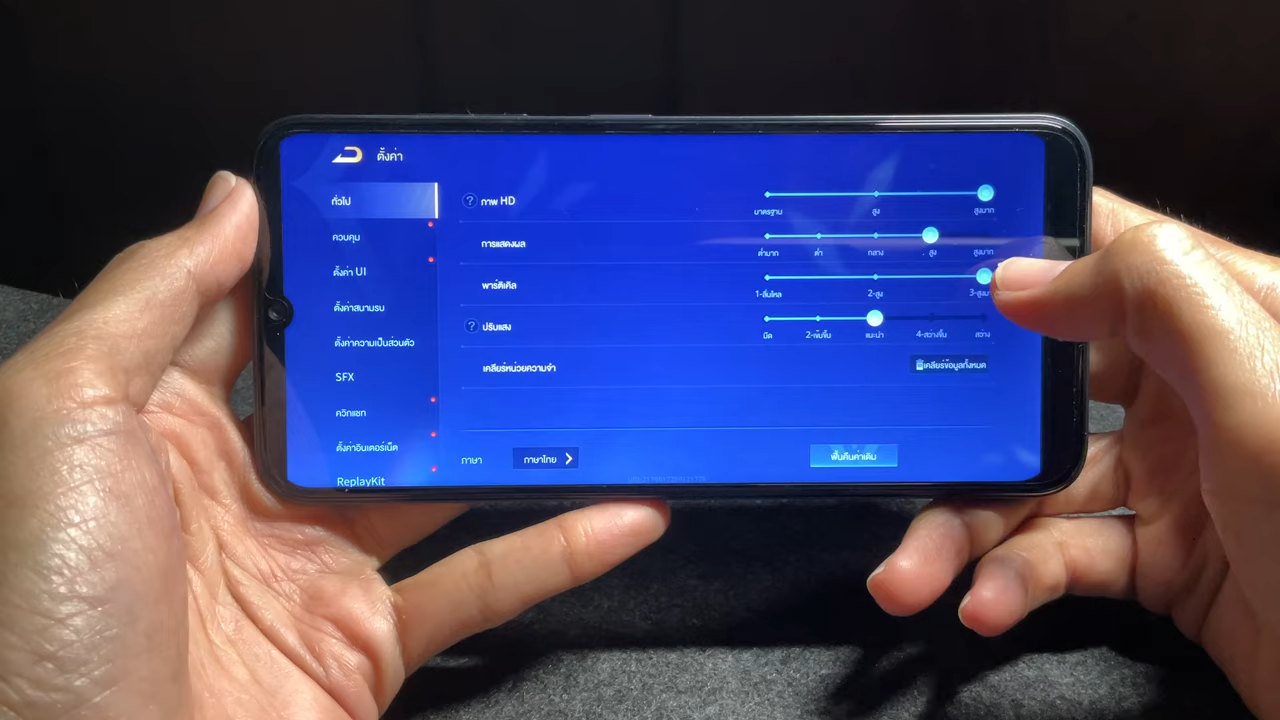 ตั้งค่า
ทั่วไป
ควบคุม
ตั้งค่า UI
ตั้งค่าสนามรบ
ตั้งค่าความเป็นส่วนตัว
SFX
ควิกแชท
ตั้งค่าอินเตอร์เน็ต
ReplayKit
? ภาพ HD
มาตรฐาน สูง สูงมาก
การแสดงผล
ต่ำมาก ต่ำ กลาง สูง สูงมาก
พาร์ติเคิล
1-ลื่นไหล 2-สูง 3-สูงม
? ปรับแสง
มืด 2-เข้มขึ้น แนะนำ 4-สว่างขึ้น สว่าง
เคลียร์หน่วยความจำ
เคลียร์ข้อมูลทั้งหมด
ภาษา
ภาษาไทย
ฟื้นคืนค่าเดิม